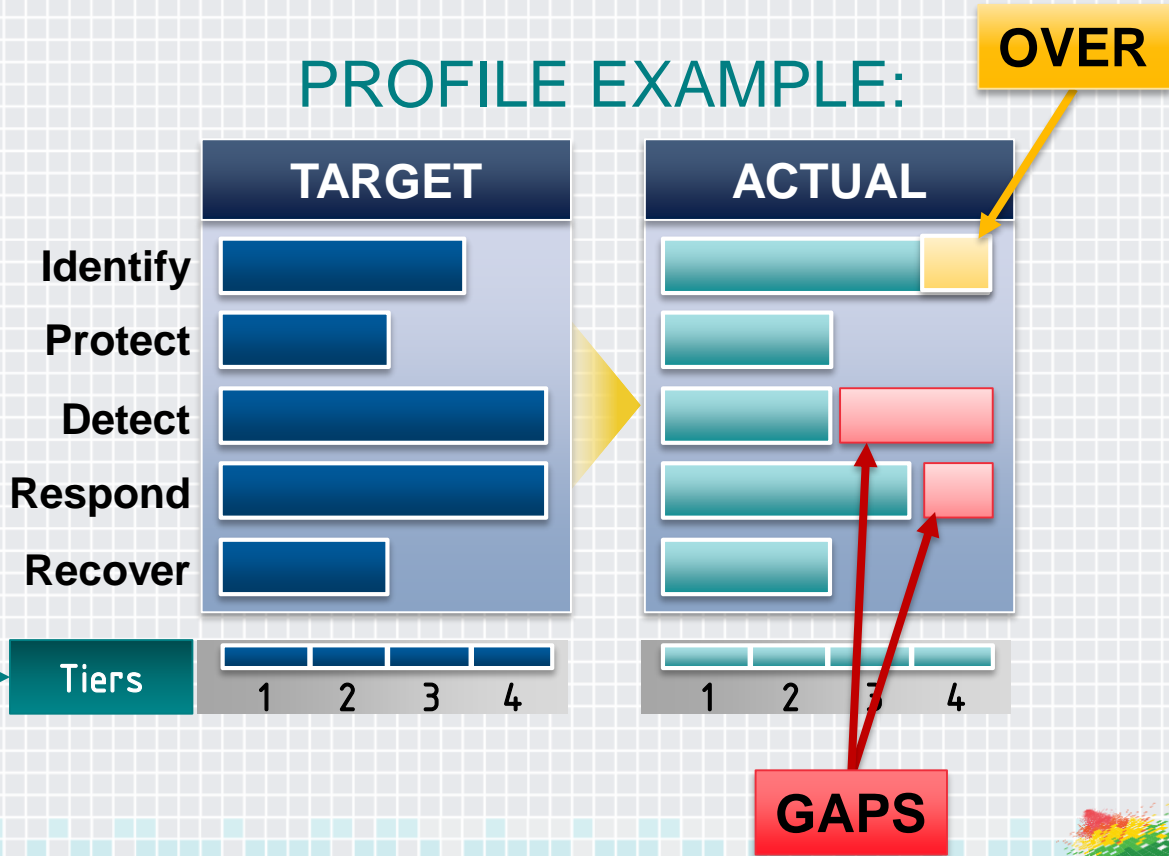 OVER
PROFILE EXAMPLE:
TARGET
ACTUAL
Identify
Protect
Detect
Respond
Recover
Tiers
1 2 3 4
1 2 3 4
GAPS